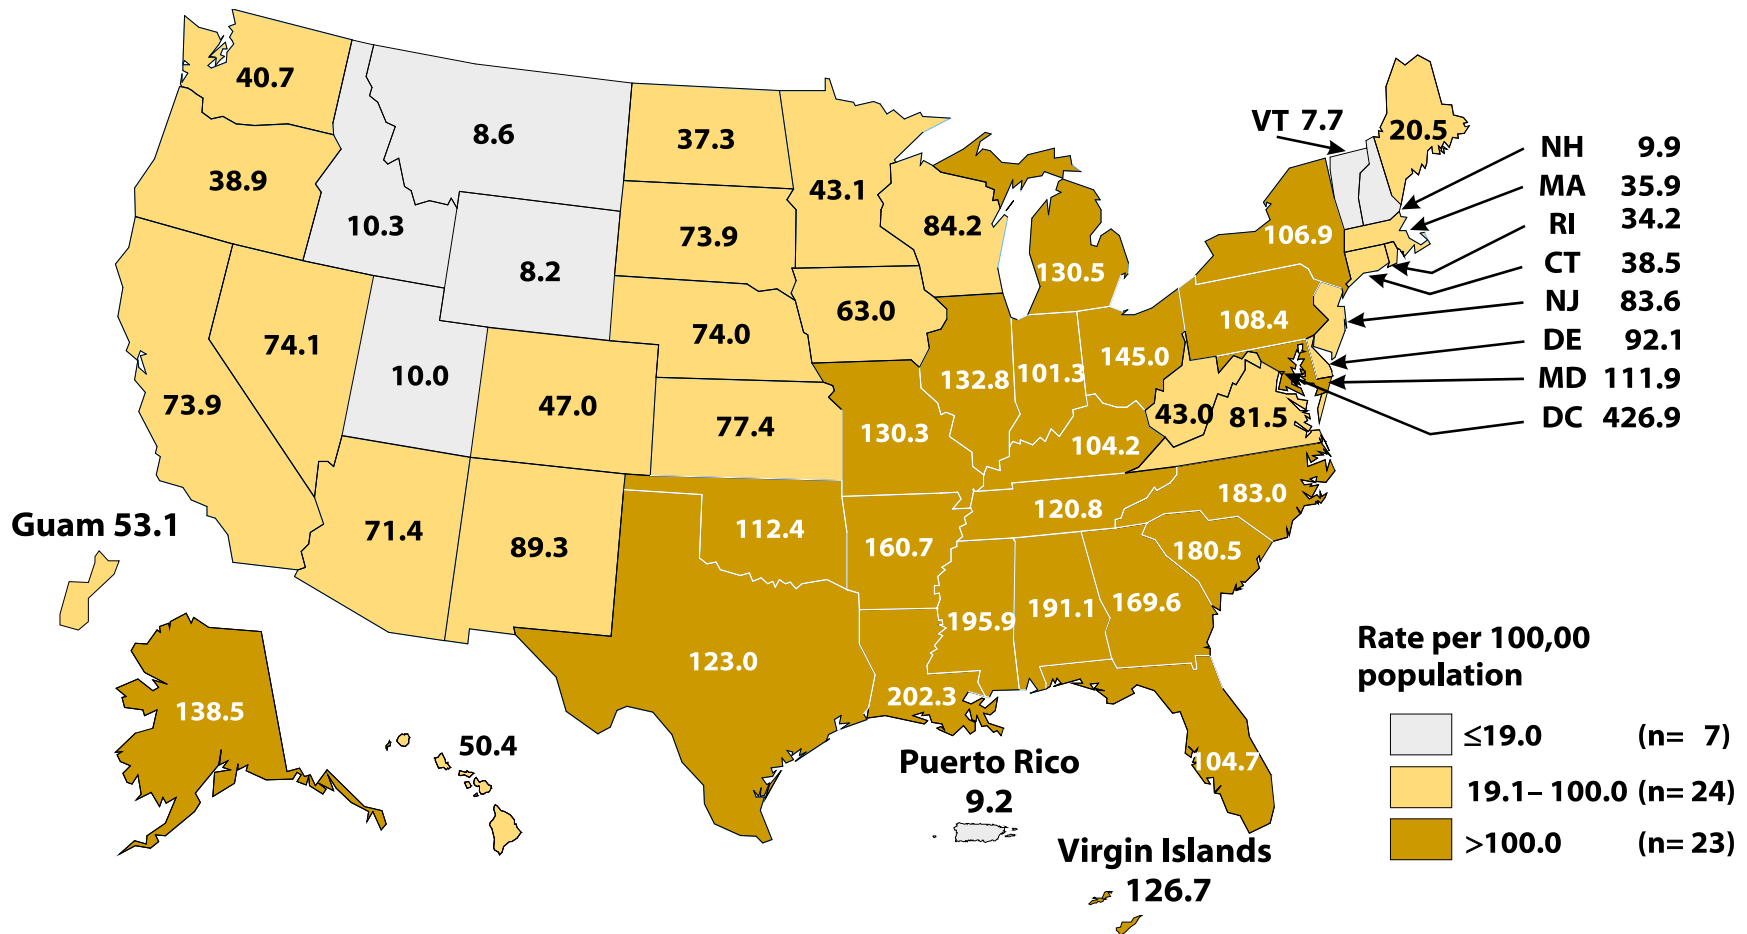 40.7
8.6
37.3
VT 7.7
20.5
NH 9.9
38.9
43.1
MA 35.9
10.3
73.9
84.2
106.9
RI 34.2
8.2
130.5
CT 38.5
74.1
74.0
63.0
108.4
NJ 83.6
10.0
132.8
101.3
145.0
DE 92.1
73.9
47.0
77.4
130.3
104.2
43.0
81.5
MD 111.9
DC 426.9
Guam 53.1
71.4
89.3
112.4
160.7
120.8
183.0
180.5
123.0
195.9
191.1
169.6
202.3
138.5
50.4
104.7
Puerto Rico
9.2
Virgin Islands
126.7
Rate per 100,00
population
≤19.0 (n= 7)
19.1– 100.0 (n= 24)
>100.0 (n= 23)